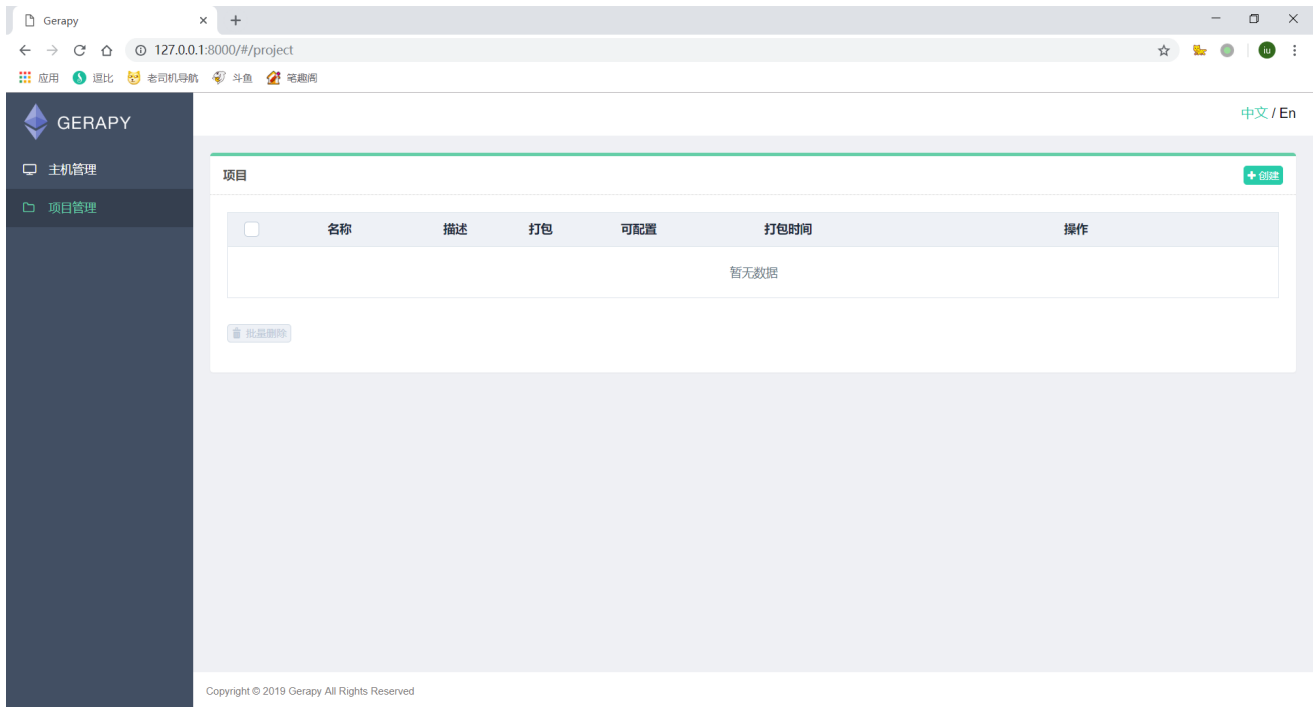 Gerapy
127.0.0.1:8000/#/project
iu
应用 逗比 老司机导航 斗鱼 笔趣阁
GERAPY
中文 / En
主机管理
项目管理
项目
创建
名称 描述 打包 可配置 打包时间 操作
暂无数据
批量删除
Copyright © 2019 Gerapy All Rights Reserved